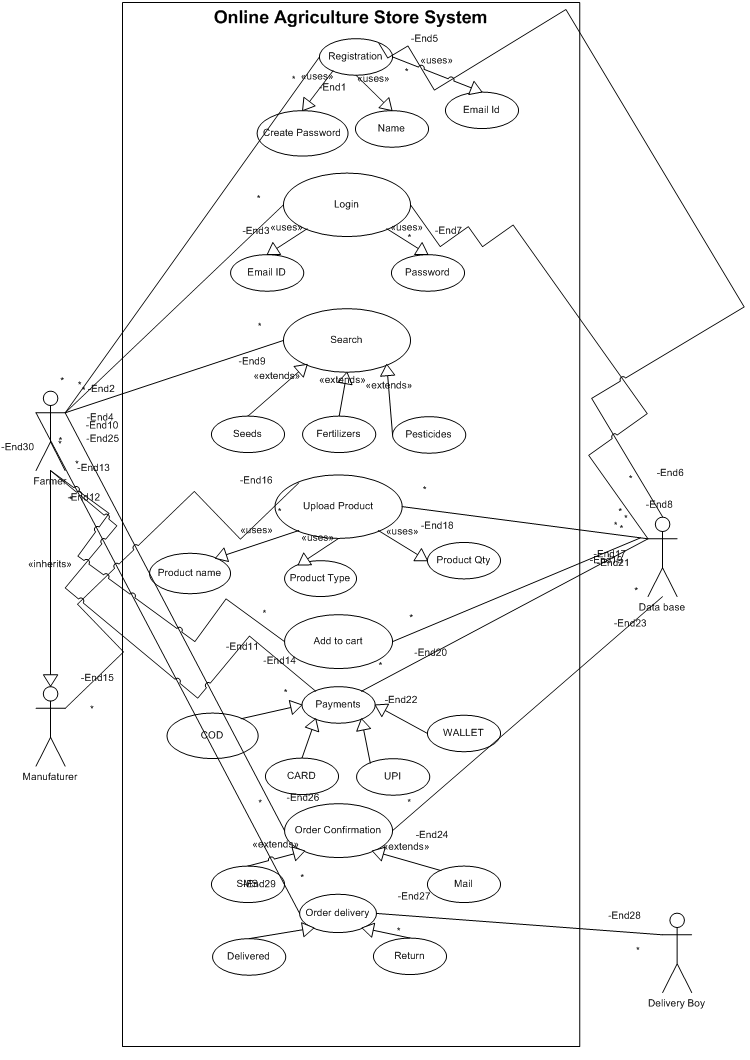 Online Agriculture Store System
-End5
Registration
«uses»
* «uses»
«uses»
*
-End1
Email Id
Create Password
Name
*
Login
-End3
«uses»
«uses»
-End7
*
Email ID
Password
*
Search
-End9
«extends»
«extends»
«extends»
Seeds
Fertilizers
Pesticides
*
*
*
-End2
-End4
-End10
-End25
-End30
*
*
-End13
Farmer
-End12
-End16
-End6
*
*
Upload Product
*
-End18
-End8
*
*
*
*
«uses»
«uses»
«uses»
-End17
-End21
Product name
Product Type
Product Qty
«inherits»
Data base
*
-End23
*
*
Add to cart
-End11
-End14
-End20
*
-End15
*
*
Payments
-End22
COD
WALLET
CARD
UPI
Manufaturer
-End26
*
*
Order Confirmation
-End24
«extends»
«extends»
SMS
-End29
Mail
*
-End27
Order delivery
-End28
*
*
Delivered
Return
Delivery Boy